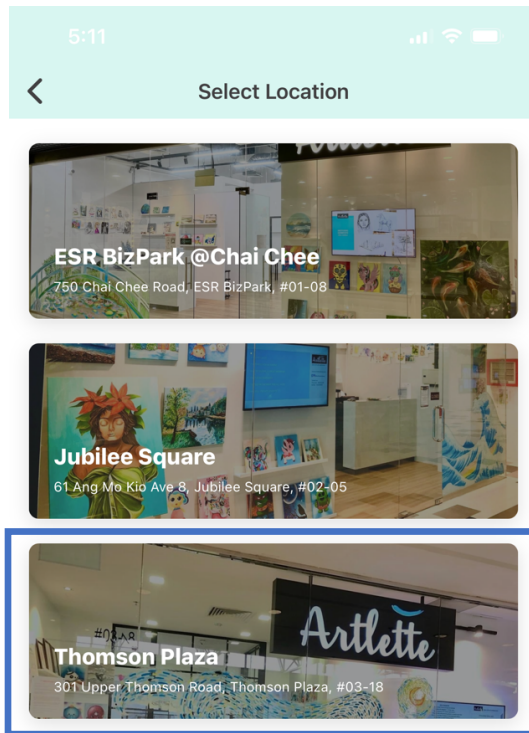 5:11
Select Location
ESR BizPark @Chai Chee
750 Chai Chee Road, ESR BizPark, #01-08
Jubilee Square
61 Ang Mo Kio Ave 8, Jubilee Square, #02-05
Artlette
Thomson Plaza
301 Upper Thomson Road, Thomson Plaza, #03-18